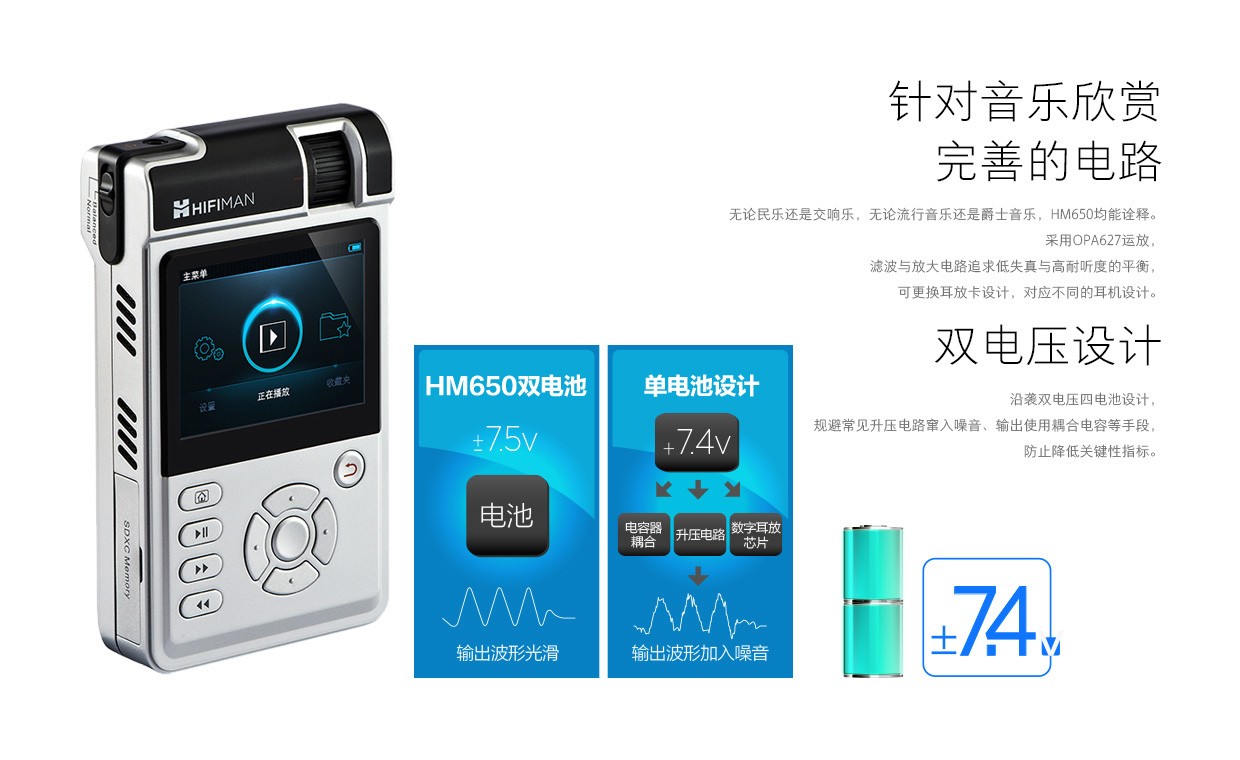 针对音乐欣赏
完善的电路
无论民乐还是交响乐，无论流行音乐还是爵士音乐，HM650均能诠释。
采用OPA627运放，
滤波与放大电路追求低失真与高耐听度的平衡，
可更换耳放卡设计，对应不同的耳机设计。
双电压设计
沿袭双电压四电池设计，
规避常见升压电路窜入噪音、输出使用耦合电容等手段，
防止降低关键性指标。
Balanced
Normal
HIFIMAN
主菜单
正在播放
设置
收藏夹
SDXC Memory
HM650双电池
±7.5v
电池
输出波形光滑
单电池设计
+7.4v
电容器
耦合
升压电路
数字耳放
芯片
输出波形加入噪音
±7.4V